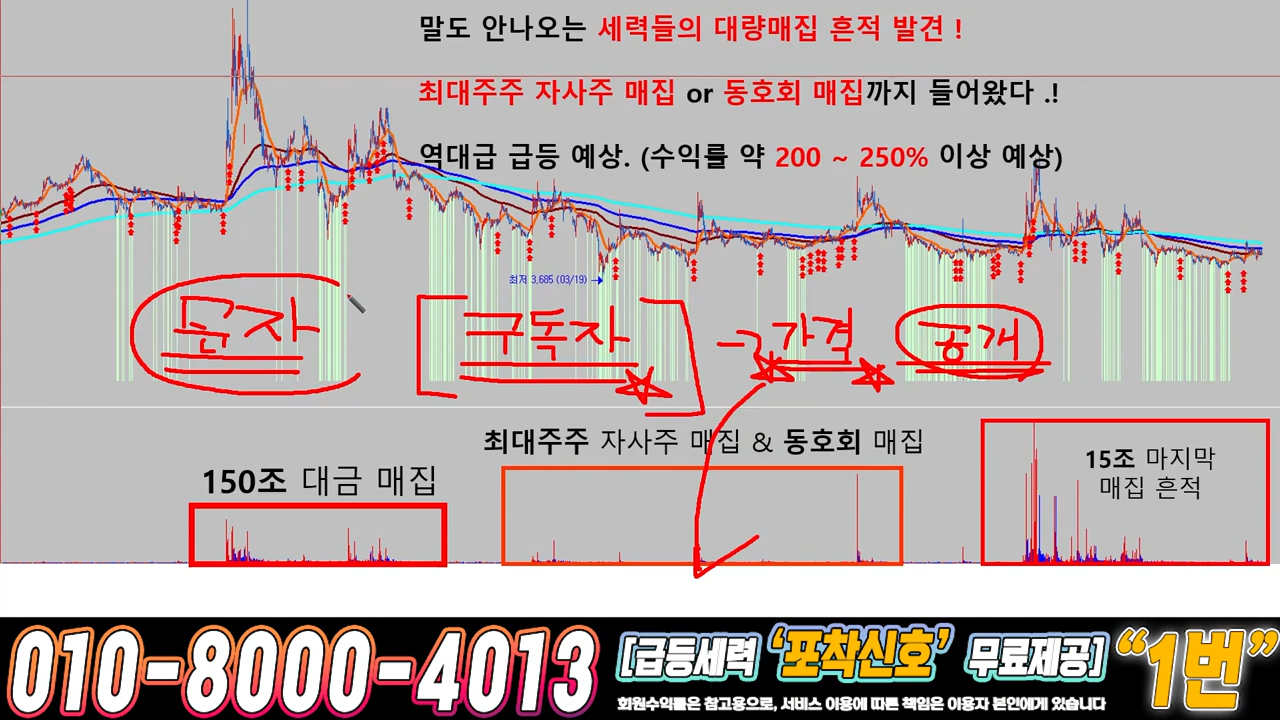 말도 안나오는 세력들의 대량매집 흔적 발견 !
최대주주 자사주 매집 or 동호회 매집까지 들어왔다 .!
역대급 급등 예상. (수익률 약 200 ~ 250% 이상 예상)
최저 3,685 (03/19)
문자 구독자 가격 공개
최대주주 자사주 매집 & 동호회 매집
150조 대금 매집
15조 마지막
매집 흔적
010-8000-4013 [급등세력 ‘포착신호’ 무료제공] “1번”
회원수익률은 참고용으로, 서비스 이용에 따른 책임은 이용자 본인에게 있습니다